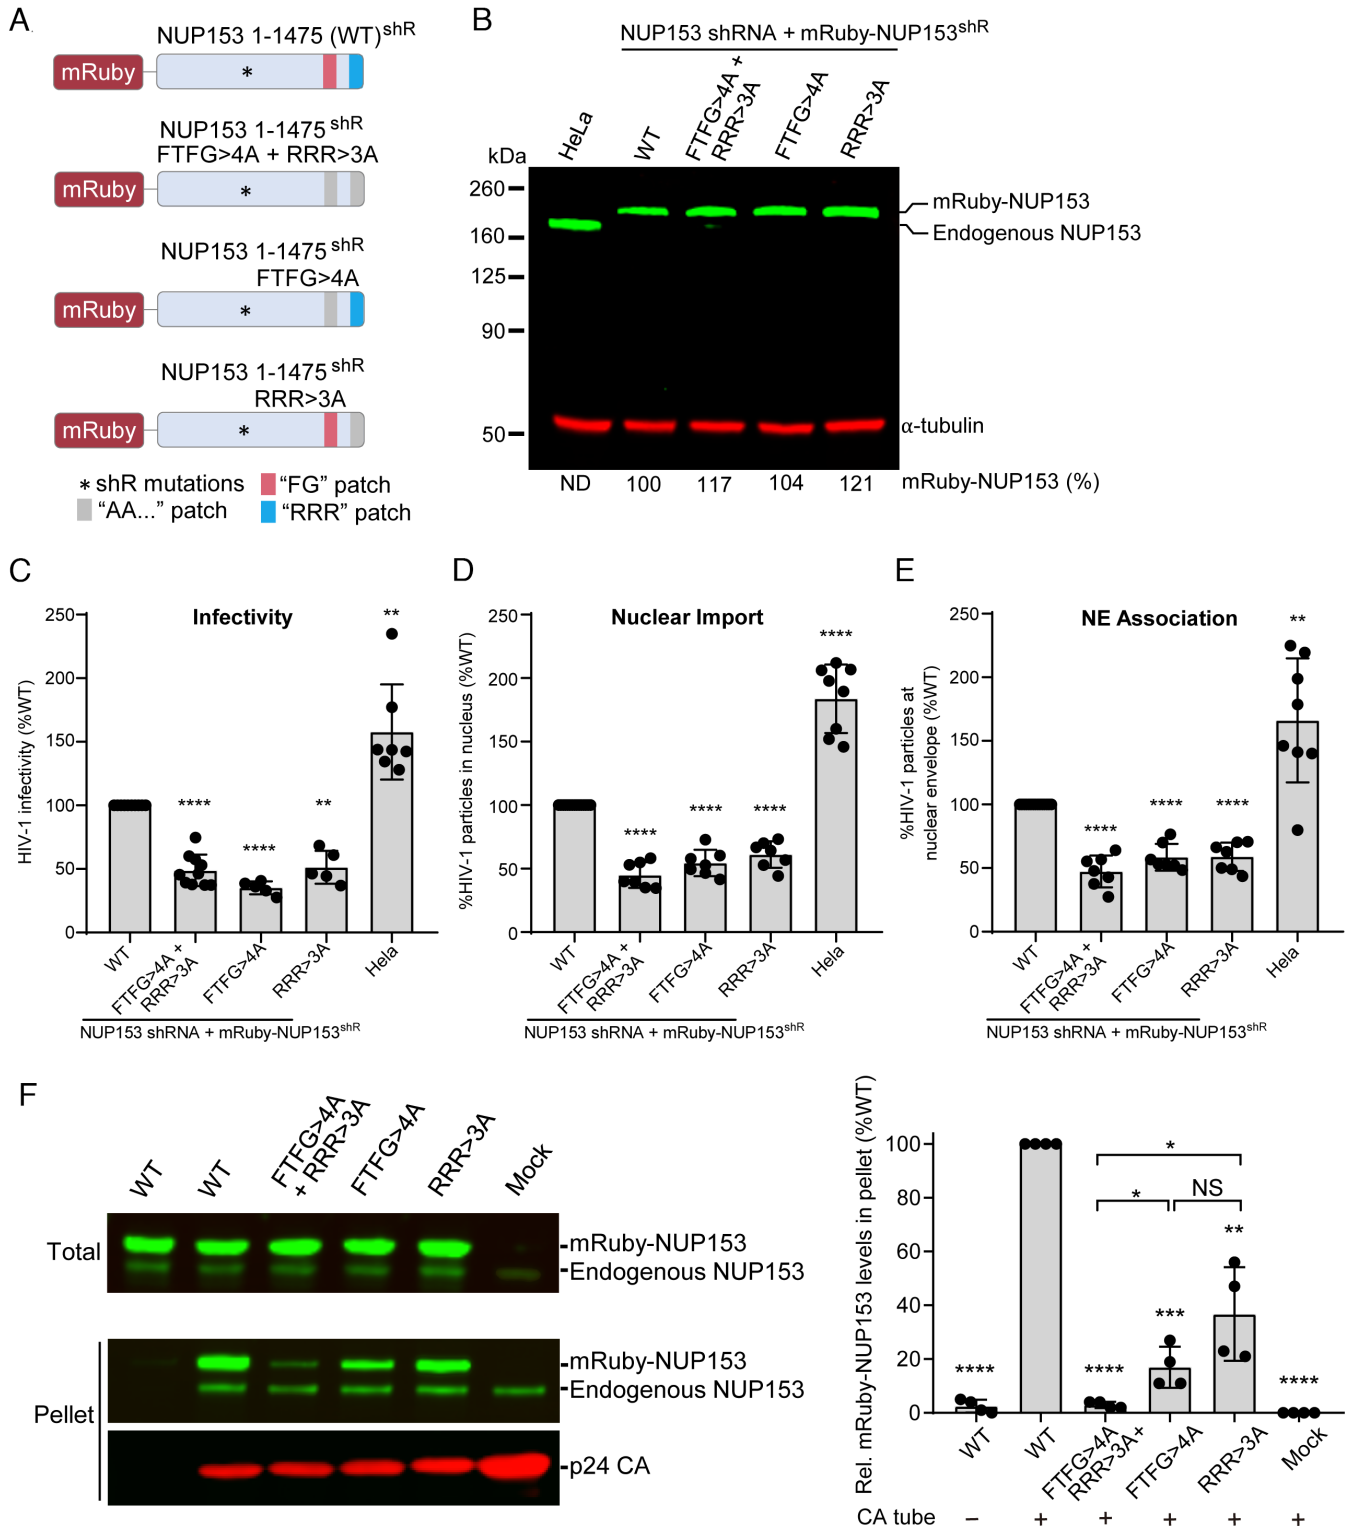 A
NUP153 1-1475 (WT)shR
mRuby
*
NUP153 1-1475 shR
FTFG>4A + RRR>3A
mRuby
*
NUP153 1-1475 shR
FTFG>4A
mRuby
*
NUP153 1-1475 shR
RRR>3A
mRuby
*
* shR mutations
"FG" patch
"AA..." patch
"RRR" patch
B
NUP153 shRNA + mRuby-NUP153shR
HeLa
WT
FTFG>4A +
RRR>3A
FTFG>4A
RRR>3A
kDa
260
160
125
90
50
mRuby-NUP153
Endogenous NUP153
α-tubulin
ND 100 117 104 121 mRuby-NUP153 (%)
C
Infectivity
HIV-1 infectivity (%WT)
250
200
150
100
50
0
****
****
**
**
WT
FTFG>4A +
RRR>3A
FTFG>4A
RRR>3A
Hela
NUP153 shRNA + mRuby-NUP153shR
D
Nuclear Import
%HIV-1 particles in nucleus (%WT)
250
200
150
100
50
0
****
****
****
****
WT
FTFG>4A +
RRR>3A
FTFG>4A
RRR>3A
Hela
NUP153 shRNA + mRuby-NUP153shR
E
NE Association
%HIV-1 particles at
nuclear envelope (%WT)
250
200
150
100
50
0
****
****
****
**
WT
FTFG>4A +
RRR>3A
FTFG>4A
RRR>3A
Hela
NUP153 shRNA + mRuby-NUP153shR
F
WT
WT
FTFG>4A
+ RRR>3A
FTFG>4A
RRR>3A
Mock
Total
mRuby-NUP153
Endogenous NUP153
Pellet
mRuby-NUP153
Endogenous NUP153
p24 CA
Rel. mRuby-NUP153 levels in pellet (%WT)
100
80
60
40
20
0
****
****
***
**
****
*
*
NS
WT
WT
FTFG>4A
RRR>3A+
FTFG>4A
RRR>3A
Mock
CA tube − + + + + +